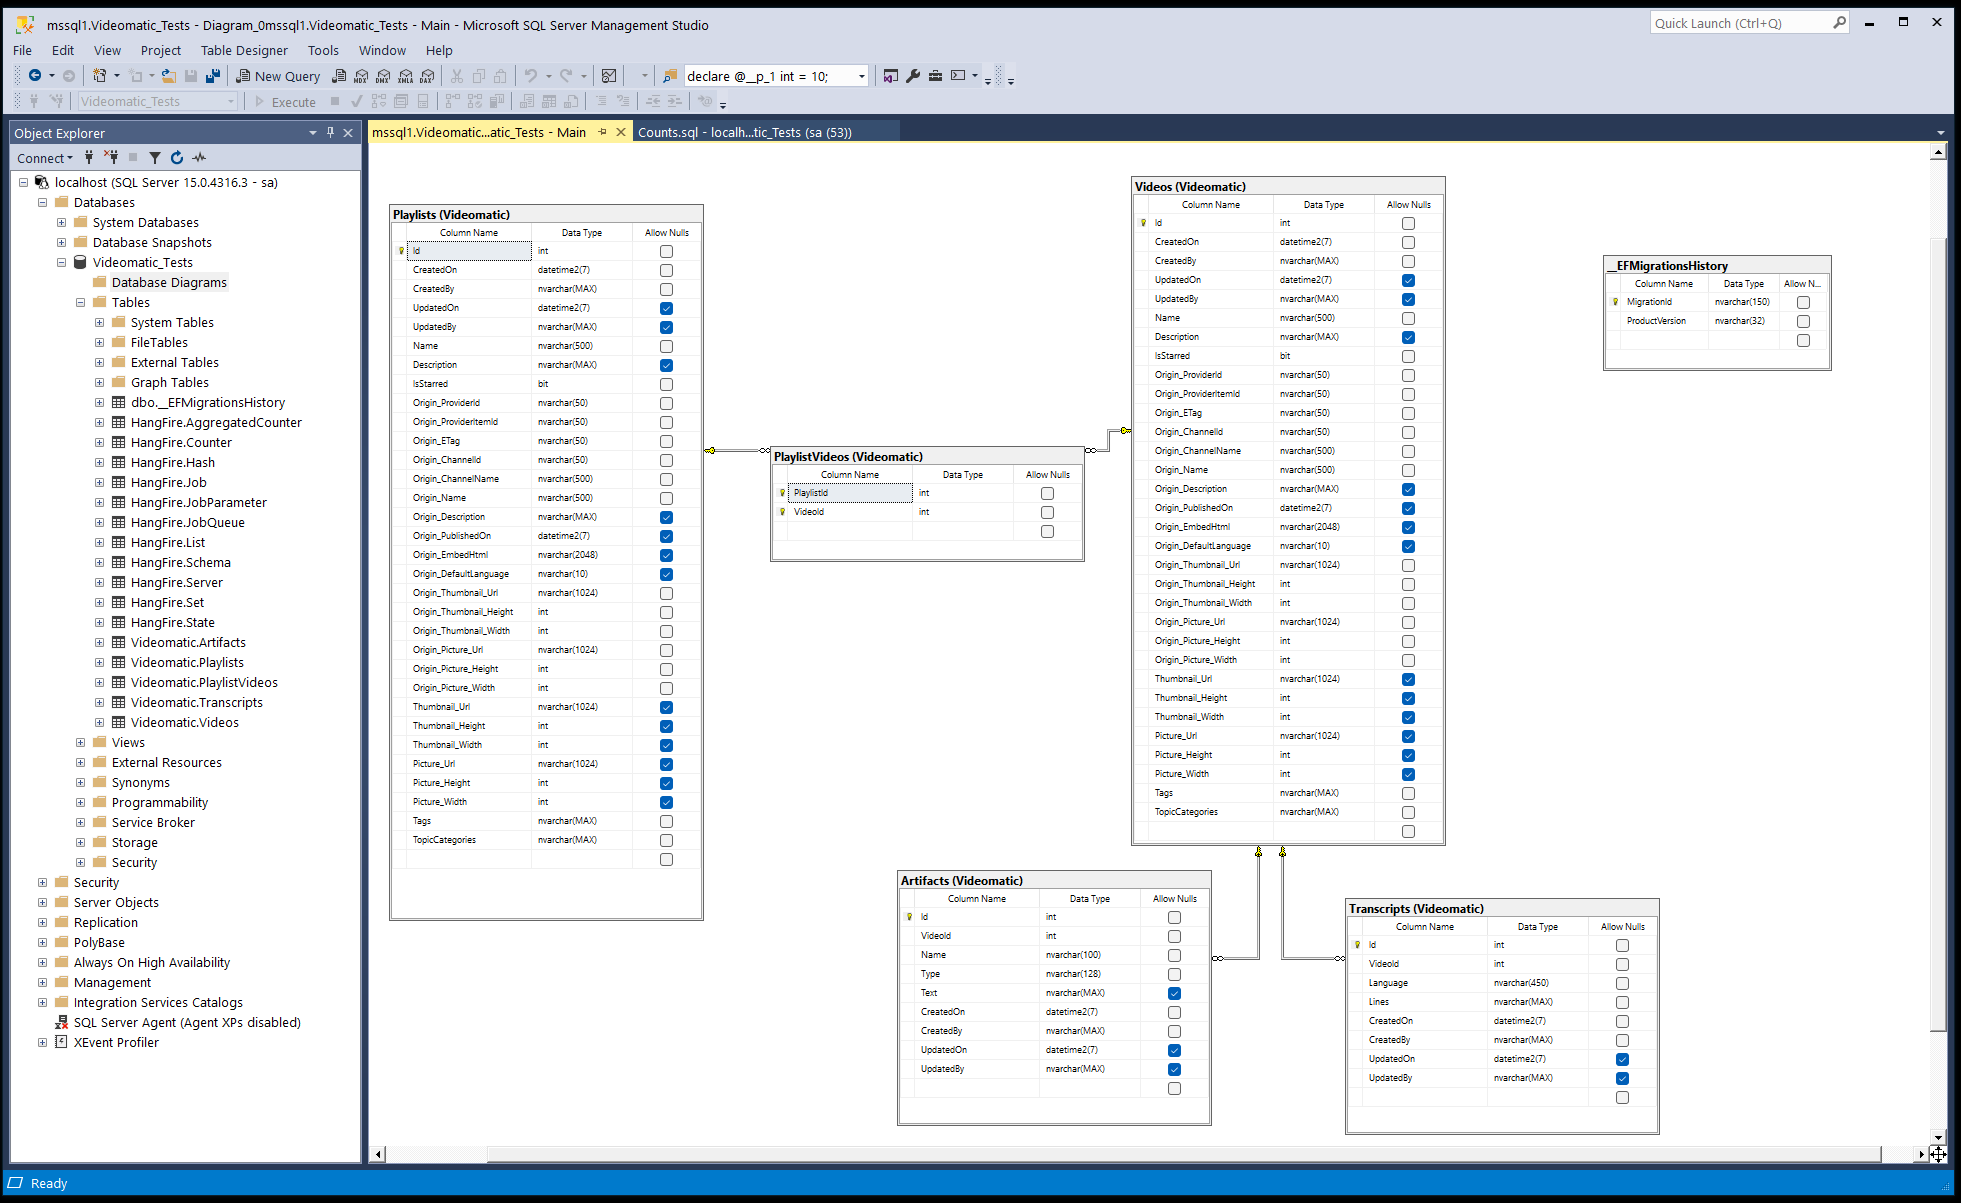 mssql1.Videomatic_Tests - Diagram_0mssql1.Videomatic_Tests - Main - Microsoft SQL Server Management Studio
Quick Launch (Ctrl+Q)
File Edit View Project Table Designer Tools Window Help
New Query
MDX DMX XMLA DAX
declare @__p_1 int = 10;
Videomatic_Tests
Execute
Object Explorer
Connect
localhost (SQL Server 15.0.4316.3 - sa)
Databases
System Databases
Database Snapshots
Videomatic_Tests
Database Diagrams
Tables
System Tables
FileTables
External Tables
Graph Tables
dbo.__EFMigrationsHistory
HangFire.AggregatedCounter
HangFire.Counter
HangFire.Hash
HangFire.Job
HangFire.JobParameter
HangFire.JobQueue
HangFire.List
HangFire.Schema
HangFire.Server
HangFire.Set
HangFire.State
Videomatic.Artifacts
Videomatic.Playlists
Videomatic.PlaylistVideos
Videomatic.Transcripts
Videomatic.Videos
Views
External Resources
Synonyms
Programmability
Service Broker
Storage
Security
Security
Server Objects
Replication
PolyBase
Always On High Availability
Management
Integration Services Catalogs
SQL Server Agent (Agent XPs disabled)
XEvent Profiler
mssql1.Videomatic...atic_Tests - Main
Counts.sql - localh...tic_Tests (sa (53))
Playlists (Videomatic)
Column Name Data Type Allow Nulls
Id int
CreatedOn datetime2(7)
CreatedBy nvarchar(MAX)
UpdatedOn datetime2(7)
UpdatedBy nvarchar(MAX)
Name nvarchar(500)
Description nvarchar(MAX)
IsStarred bit
Origin_ProviderId nvarchar(50)
Origin_ProviderItemId nvarchar(50)
Origin_ETag nvarchar(50)
Origin_ChannelId nvarchar(50)
Origin_ChannelName nvarchar(500)
Origin_Name nvarchar(500)
Origin_Description nvarchar(MAX)
Origin_PublishedOn datetime2(7)
Origin_EmbedHtml nvarchar(2048)
Origin_DefaultLanguage nvarchar(10)
Origin_Thumbnail_Url nvarchar(1024)
Origin_Thumbnail_Height int
Origin_Thumbnail_Width int
Origin_Picture_Url nvarchar(1024)
Origin_Picture_Height int
Origin_Picture_Width int
Thumbnail_Url nvarchar(1024)
Thumbnail_Height int
Thumbnail_Width int
Picture_Url nvarchar(1024)
Picture_Height int
Picture_Width int
Tags nvarchar(MAX)
TopicCategories nvarchar(MAX)
PlaylistVideos (Videomatic)
Column Name Data Type Allow Nulls
PlaylistId int
VideoId int
Videos (Videomatic)
Column Name Data Type Allow Nulls
Id int
CreatedOn datetime2(7)
CreatedBy nvarchar(MAX)
UpdatedOn datetime2(7)
UpdatedBy nvarchar(MAX)
Name nvarchar(500)
Description nvarchar(MAX)
IsStarred bit
Origin_ProviderId nvarchar(50)
Origin_ProviderItemId nvarchar(50)
Origin_ETag nvarchar(50)
Origin_ChannelId nvarchar(50)
Origin_ChannelName nvarchar(500)
Origin_Name nvarchar(500)
Origin_Description nvarchar(MAX)
Origin_PublishedOn datetime2(7)
Origin_EmbedHtml nvarchar(2048)
Origin_DefaultLanguage nvarchar(10)
Origin_Thumbnail_Url nvarchar(1024)
Origin_Thumbnail_Height int
Origin_Thumbnail_Width int
Origin_Picture_Url nvarchar(1024)
Origin_Picture_Height int
Origin_Picture_Width int
Thumbnail_Url nvarchar(1024)
Thumbnail_Height int
Thumbnail_Width int
Picture_Url nvarchar(1024)
Picture_Height int
Picture_Width int
Tags nvarchar(MAX)
TopicCategories nvarchar(MAX)
__EFMigrationsHistory
Column Name Data Type Allow N...
MigrationId nvarchar(150)
ProductVersion nvarchar(32)
Artifacts (Videomatic)
Column Name Data Type Allow Nulls
Id int
VideoId int
Name nvarchar(100)
Type nvarchar(128)
Text nvarchar(MAX)
CreatedOn datetime2(7)
CreatedBy nvarchar(MAX)
UpdatedOn datetime2(7)
UpdatedBy nvarchar(MAX)
Transcripts (Videomatic)
Column Name Data Type Allow Nulls
Id int
VideoId int
Language nvarchar(450)
Lines nvarchar(MAX)
CreatedOn datetime2(7)
CreatedBy nvarchar(MAX)
UpdatedOn datetime2(7)
UpdatedBy nvarchar(MAX)
Ready